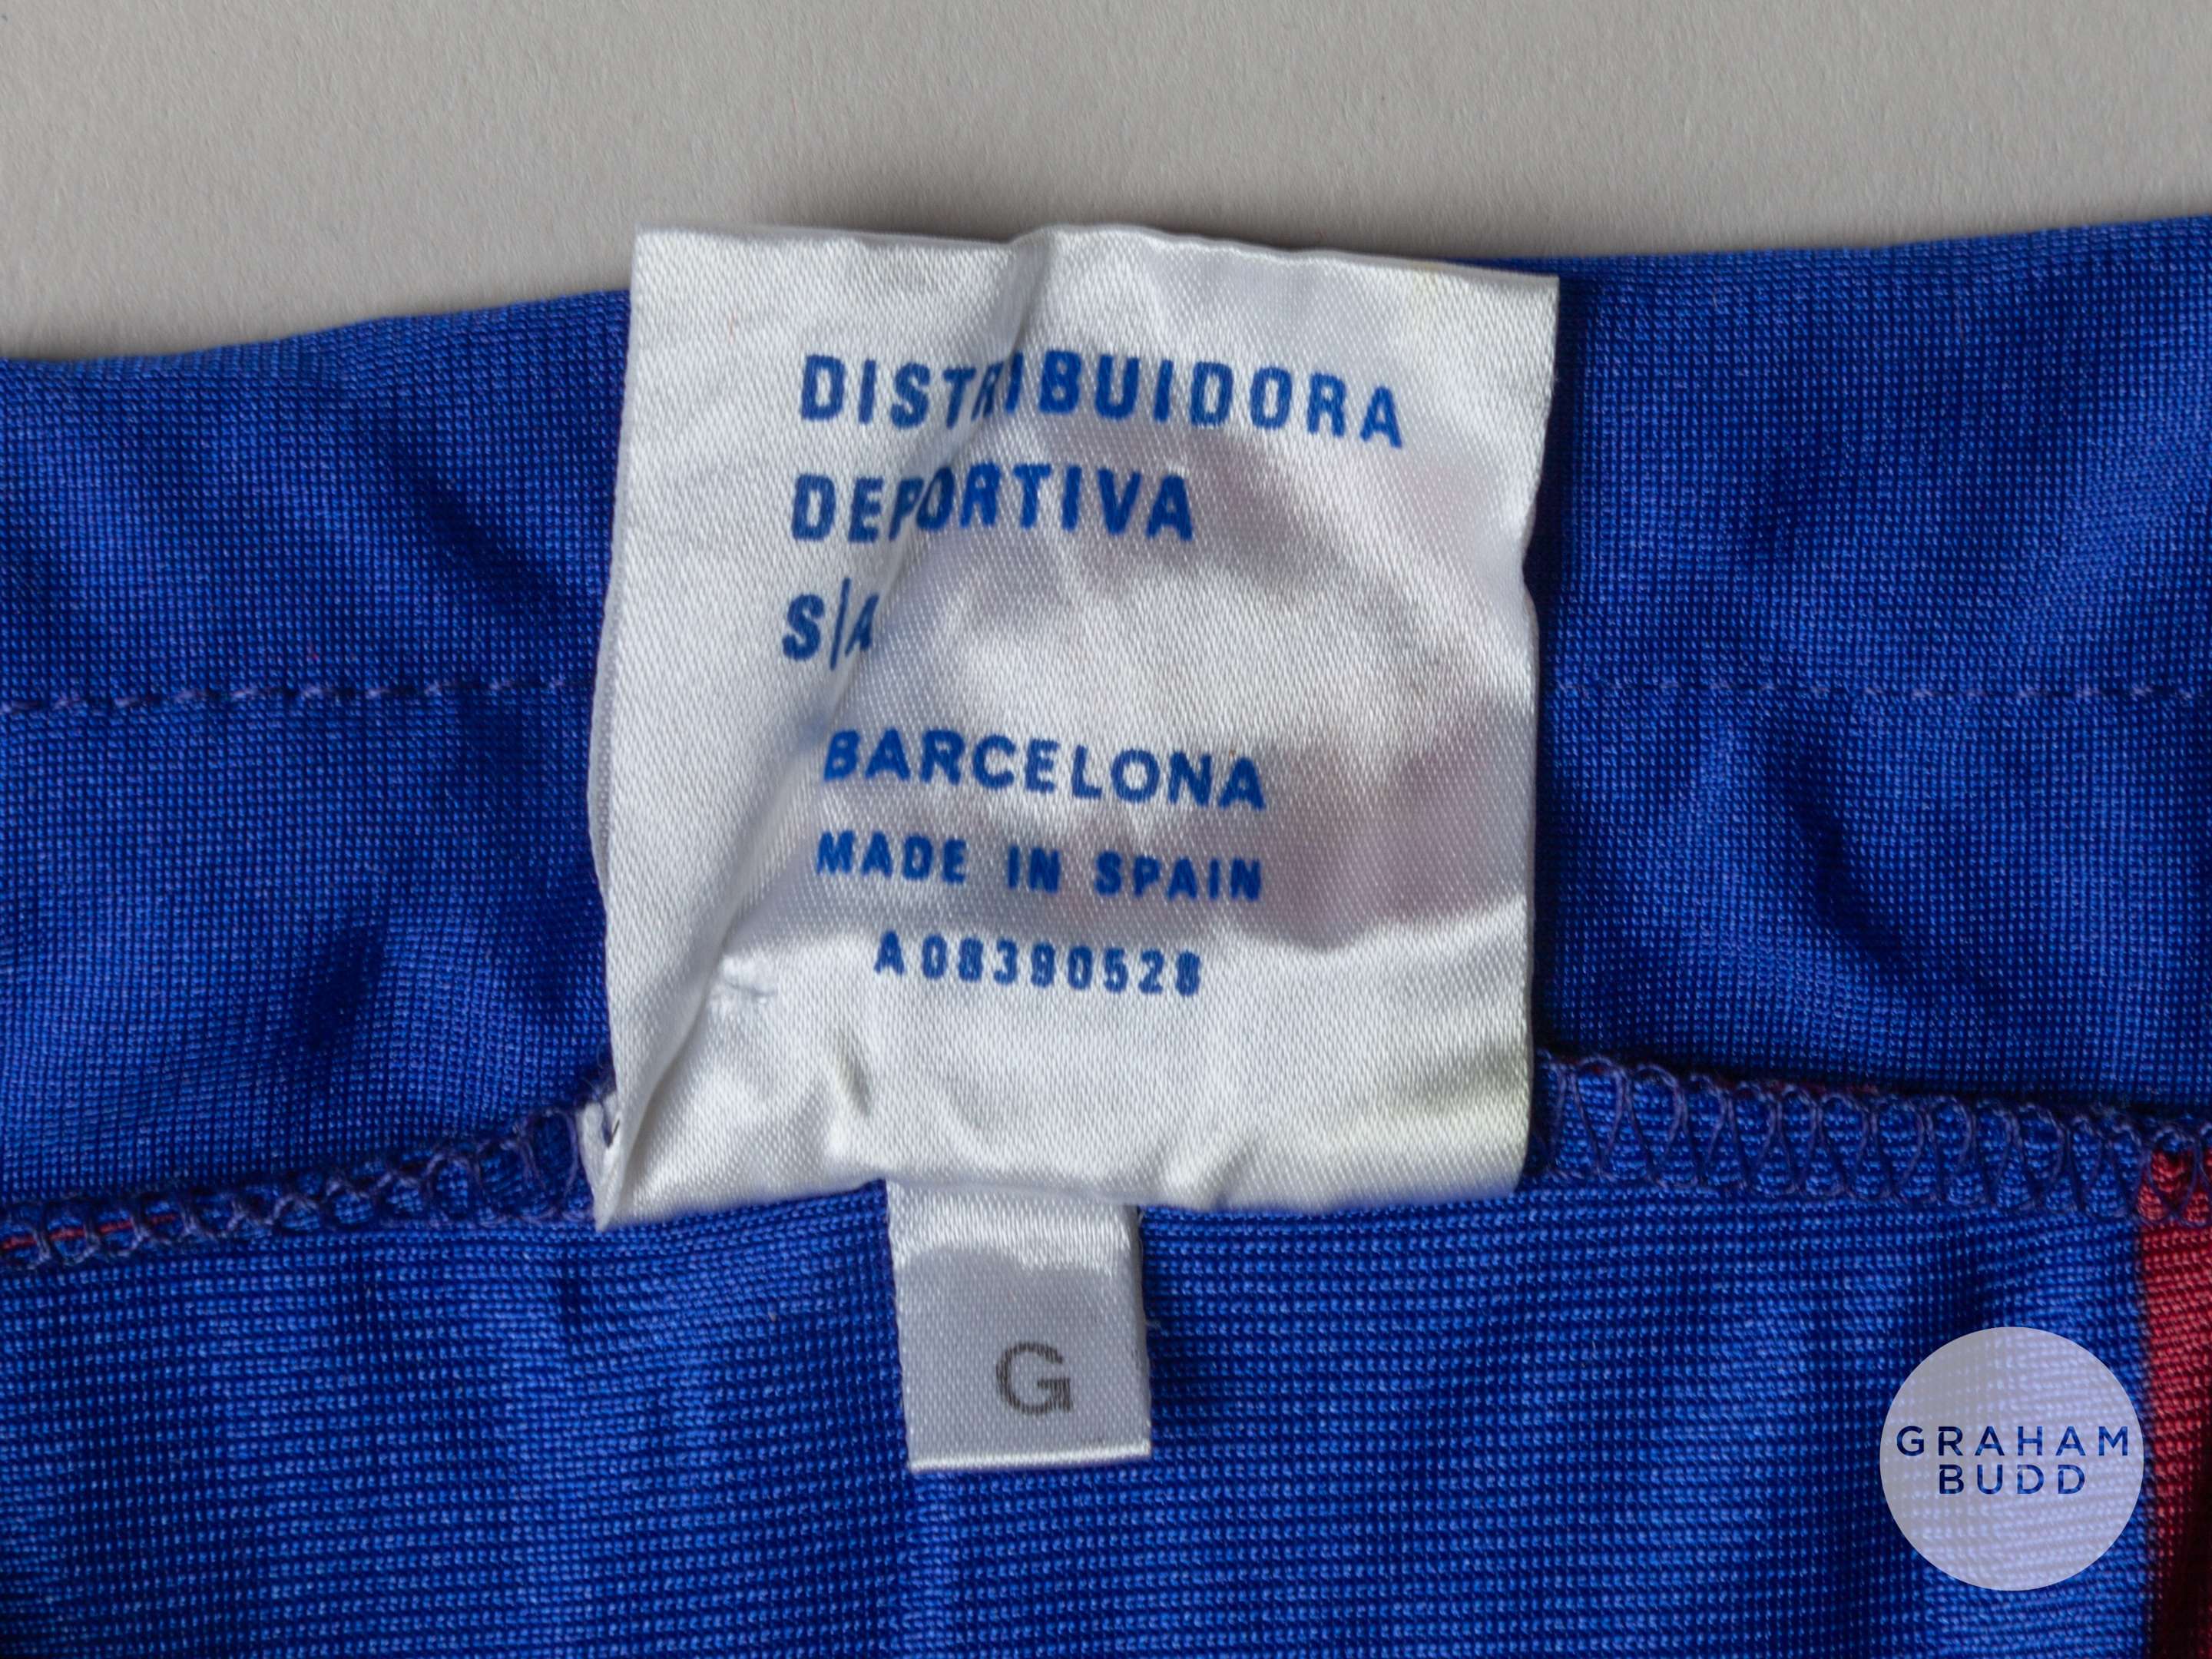 DISTRIBUIDORA
DEPORTIVA
S/A
BARCELONA
MADE IN SPAIN
A08390528
G
GRAHAM
BUDD